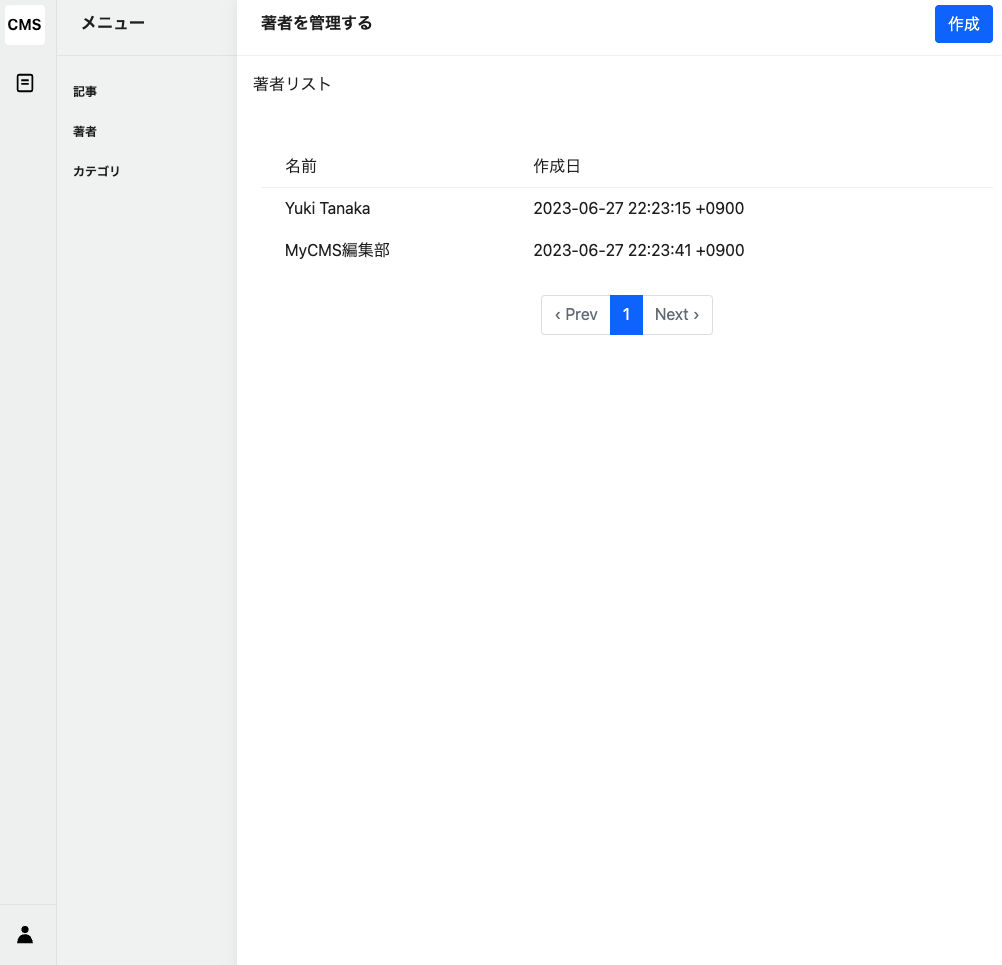 CMS
メニュー
記事
著者
カテゴリ
著者を管理する
作成
著者リスト
名前 作成日
Yuki Tanaka 2023-06-27 22:23:15 +0900
MyCMS編集部 2023-06-27 22:23:41 +0900
‹ Prev 1 Next ›